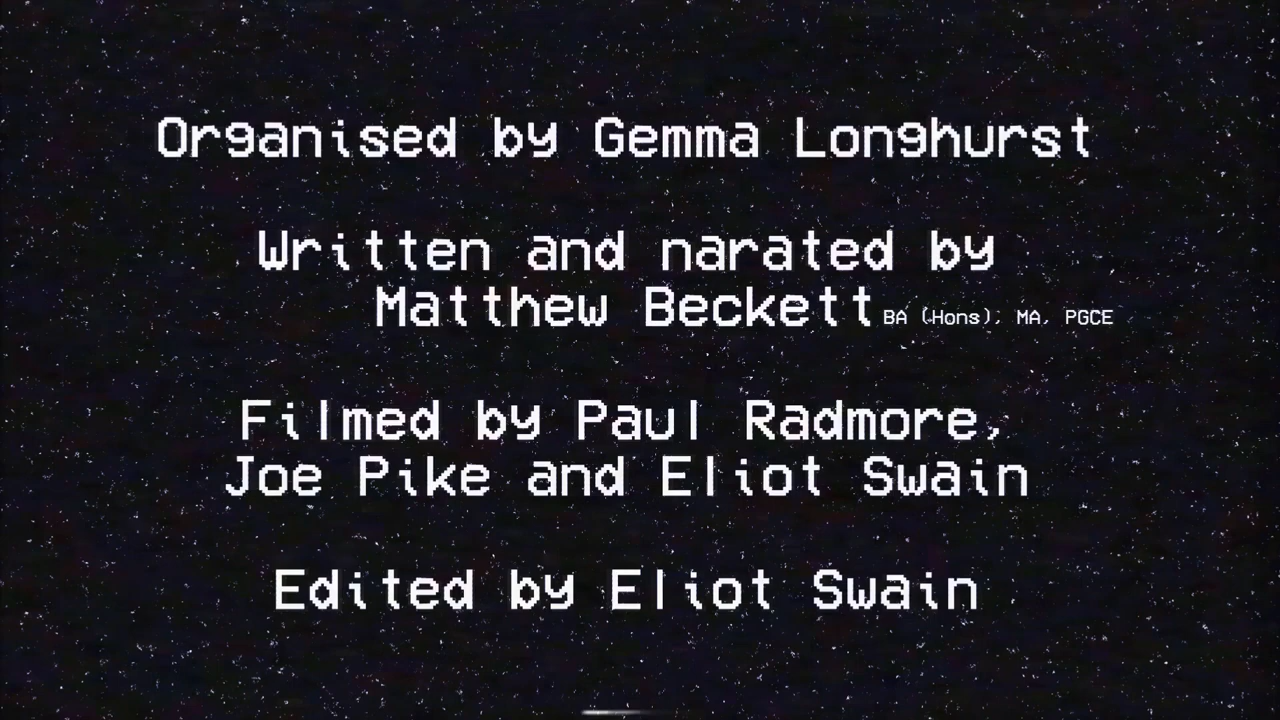 Organised by Gemma Longhurst
Written and narated by
Matthew Beckett BA (Hons), MA, PGCE
Filmed by Paul Radmore,
Joe Pike and Eliot Swain
Edited by Eliot Swain